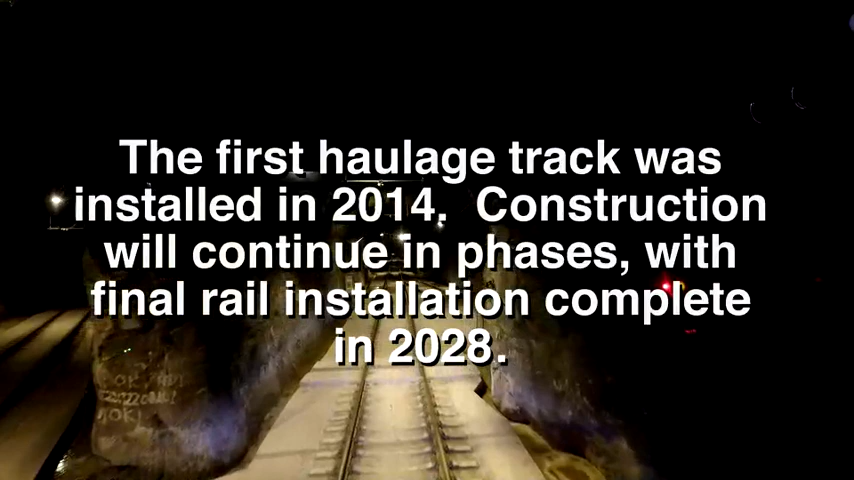 The first haulage track was
installed in 2014.  Construction
will continue in phases, with
final rail installation complete
in 2028.